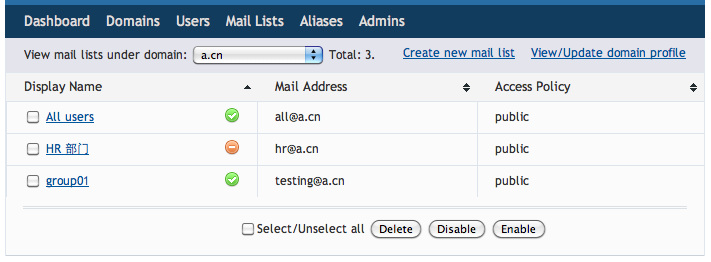 Dashboard Domains Users Mail Lists Aliases Admins
View mail lists under domain: a.cn Total: 3. Create new mail list View/Update domain profile
Display Name Mail Address Access Policy
All users all@a.cn public
HR 部门 hr@a.cn public
group01 testing@a.cn public
Select/Unselect all Delete Disable Enable